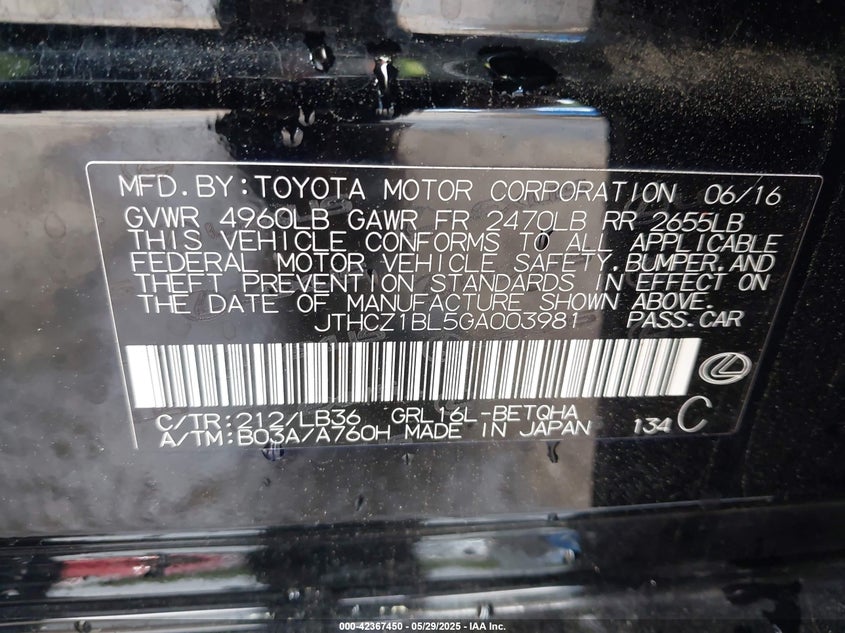 MFD. BY: TOYOTA MOTOR CORPORATION 06/16
GVWR 4960LB GAWR FR 2470LB RR 2655LB
THIS VEHICLE CONFORMS TO ALL APPLICABLE
FEDERAL MOTOR VEHICLE SAFETY, BUMPER, AND
THEFT PREVENTION STANDARDS IN EFFECT ON
THE DATE OF MANUFACTURE SHOWN ABOVE.
JTHCZ1BL5GA003981 PASS. CAR
C/TR: 212/LB36 GRL16L-BETQHA
A/TM: B03A/A760H MADE IN JAPAN 134 C
000-42367450 - 05/29/2025 - IAA Inc.